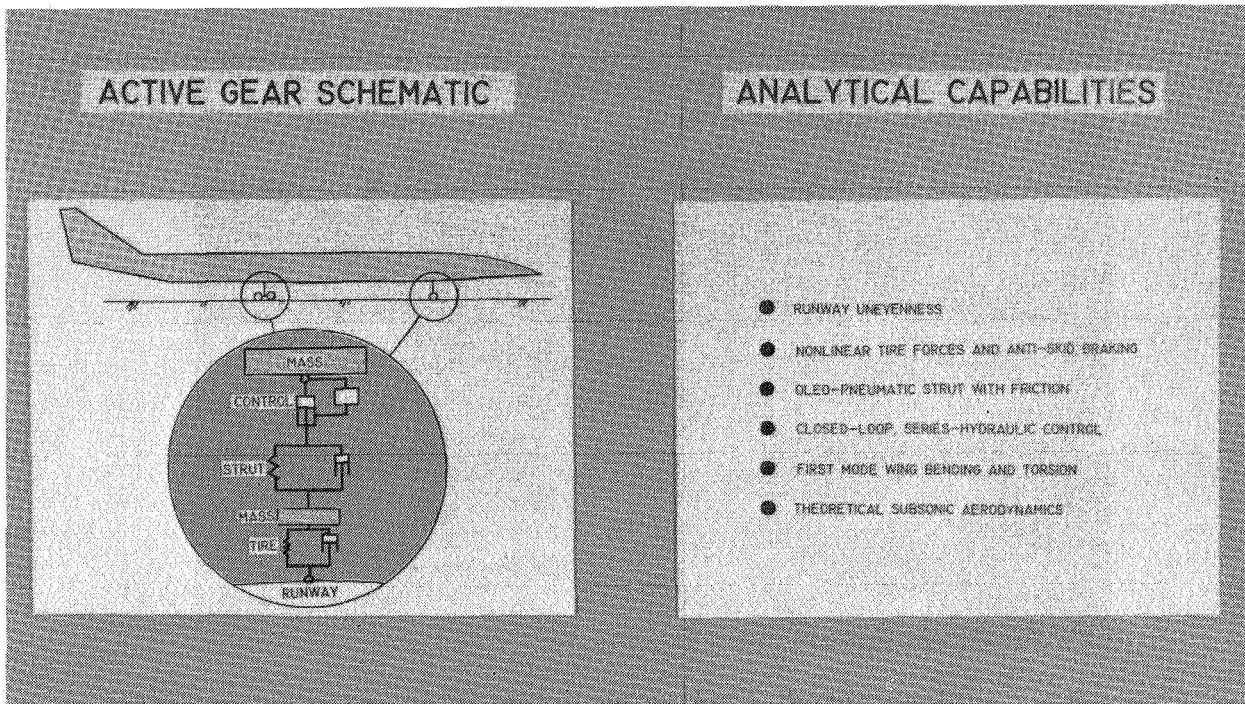 ACTIVE GEAR SCHEMATIC
MASS
CONTROL
STRUT
MASS
TIRE
RUNWAY
ANALYTICAL CAPABILITIES
RUNWAY UNEVENNESS
NONLINEAR TIRE FORCES AND ANTI-SKID BRAKING
OLEO-PNEUMATIC STRUT WITH FRICTION
CLOSED-LOOP, SERIES-HYDRAULIC CONTROL
FIRST MODE WING BENDING AND TORSION
THEORETICAL SUBSONIC AERODYNAMICS